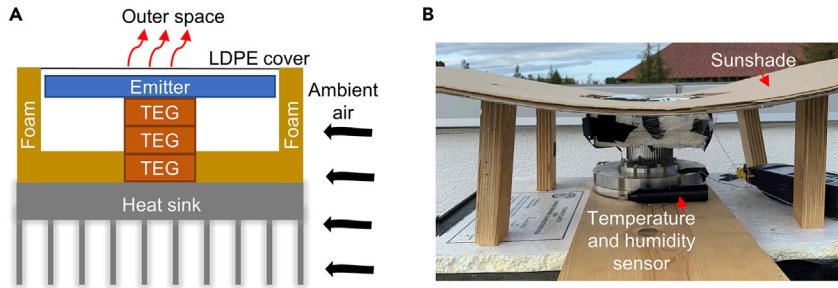 A
Outer space
LDPE cover
Emitter
TEG
TEG
TEG
Foam
Foam
Heat sink
Ambient
air
B
Sunshade
Temperature
and humidity
sensor